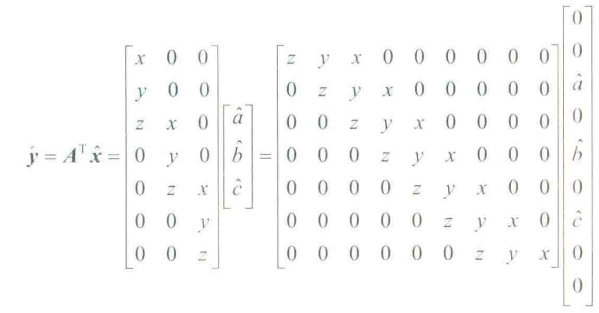 ŷ = Aᵀ x̂ = [x 0 0; y 0 0; z x 0; 0 y 0; 0 z x; 0 0 y; 0 0 z] [â; b̂; ĉ] = [z y x 0 0 0 0 0 0; 0 z y x 0 0 0 0 0; 0 0 z y x 0 0 0 0; 0 0 0 z y x 0 0 0; 0 0 0 0 z y x 0 0; 0 0 0 0 0 z y x 0; 0 0 0 0 0 0 z y x] [0; 0; â; 0; b̂; 0; ĉ; 0; 0]